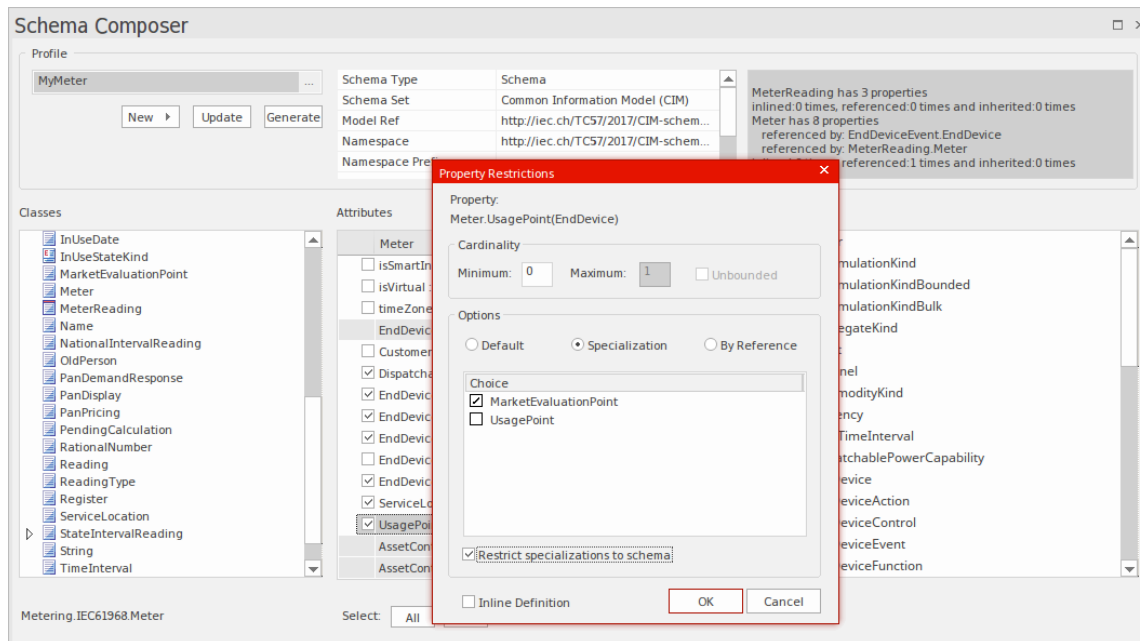 Schema Composer
Profile
MyMeter ...
New Update Generate
Schema Type Schema
Schema Set Common Information Model (CIM)
Model Ref http://iec.ch/TC57/2017/CIM-schem...
Namespace http://iec.ch/TC57/2017/CIM-schem...
Namespace Pref
MeterReading has 3 properties
inlined:0 times, referenced:0 times and inherited:0 times
Meter has 8 properties
referenced by: EndDeviceEvent.EndDevice
referenced by: MeterReading.Meter
referenced:1 times and inherited:0 times
Classes
InUseDate
InUseStateKind
MarketEvaluationPoint
Meter
MeterReading
Name
NationalIntervalReading
OldPerson
PanDemandResponse
PanDisplay
PanPricing
PendingCalculation
RationalNumber
Reading
ReadingType
Register
ServiceLocation
StateIntervalReading
String
TimeInterval
Attributes
Meter
isSmartIn
isVirtual :
timeZone
EndDevic
Customer
Dispatcha
EndDevic
EndDevic
EndDevic
EndDevic
EndDevic
ServiceLo
UsagePoi
AssetCon
AssetCon
Property Restrictions
Property:
Meter.UsagePoint(EndDevice)
Cardinality
Minimum: 0 Maximum: 1 Unbounded
Options
Default Specialization By Reference
Choice
MarketEvaluationPoint
UsagePoint
Restrict specializations to schema
Inline Definition OK Cancel
mulationKind
mulationKindBounded
mulationKindBulk
egateKind
nel
modityKind
ency
TimeInterval
atchablePowerCapability
evice
eviceAction
eviceControl
eviceEvent
eviceFunction
Metering.IEC61968.Meter
Select: All